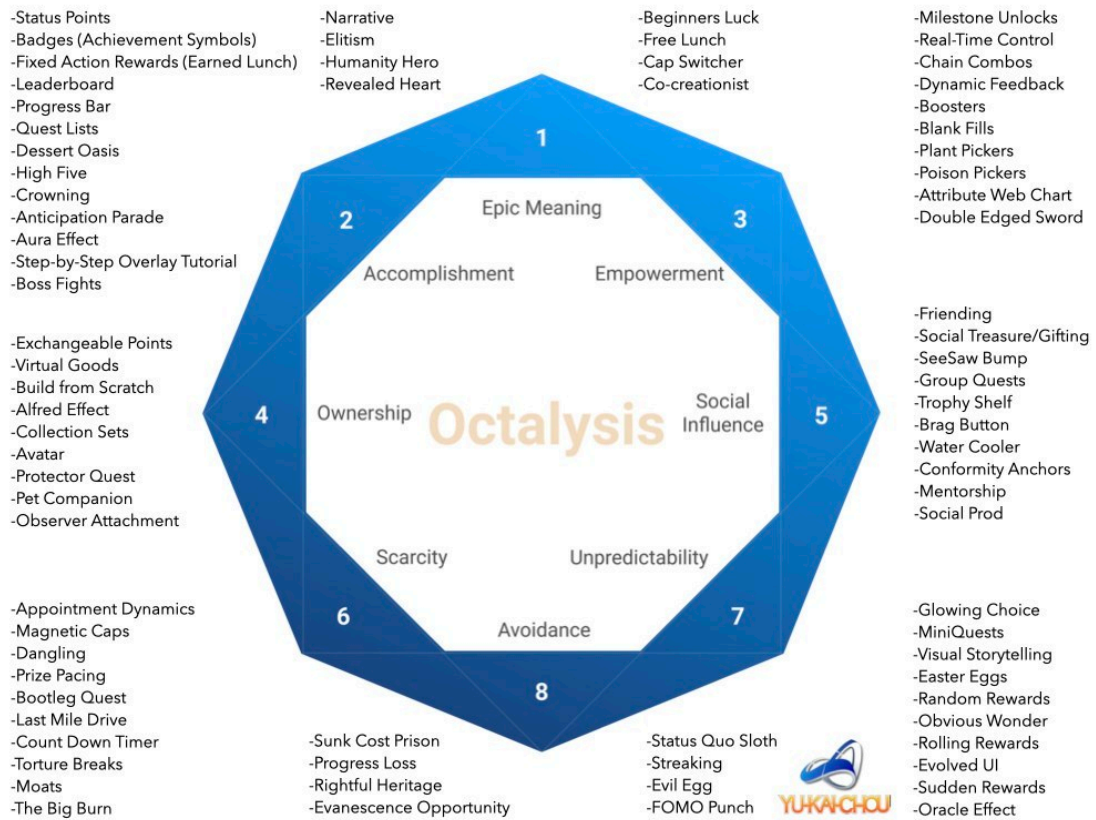 -Status Points
-Badges (Achievement Symbols)
-Fixed Action Rewards (Earned Lunch)
-Leaderboard
-Progress Bar
-Quest Lists
-Dessert Oasis
-High Five
-Crowning
-Anticipation Parade
-Aura Effect
-Step-by-Step Overlay Tutorial
-Boss Fights
-Narrative
-Elitism
-Humanity Hero
-Revealed Heart
-Beginners Luck
-Free Lunch
-Cap Switcher
-Co-creationist
-Milestone Unlocks
-Real-Time Control
-Chain Combos
-Dynamic Feedback
-Boosters
-Blank Fills
-Plant Pickers
-Poison Pickers
-Attribute Web Chart
-Double Edged Sword
1
Epic Meaning
2
Accomplishment
3
Empowerment
-Exchangeable Points
-Virtual Goods
-Build from Scratch
-Alfred Effect
-Collection Sets
-Avatar
-Protector Quest
-Pet Companion
-Observer Attachment
4
Ownership
Octalysis
Social
Influence
5
-Friending
-Social Treasure/Gifting
-SeeSaw Bump
-Group Quests
-Trophy Shelf
-Brag Button
-Water Cooler
-Conformity Anchors
-Mentorship
-Social Prod
Scarcity
6
Unpredictability
7
Avoidance
8
-Appointment Dynamics
-Magnetic Caps
-Dangling
-Prize Pacing
-Bootleg Quest
-Last Mile Drive
-Count Down Timer
-Torture Breaks
-Moats
-The Big Burn
-Sunk Cost Prison
-Progress Loss
-Rightful Heritage
-Evanescence Opportunity
-Status Quo Sloth
-Streaking
-Evil Egg
-FOMO Punch
YU-KAI-CHOU
-Glowing Choice
-MiniQuests
-Visual Storytelling
-Easter Eggs
-Random Rewards
-Obvious Wonder
-Rolling Rewards
-Evolved UI
-Sudden Rewards
-Oracle Effect